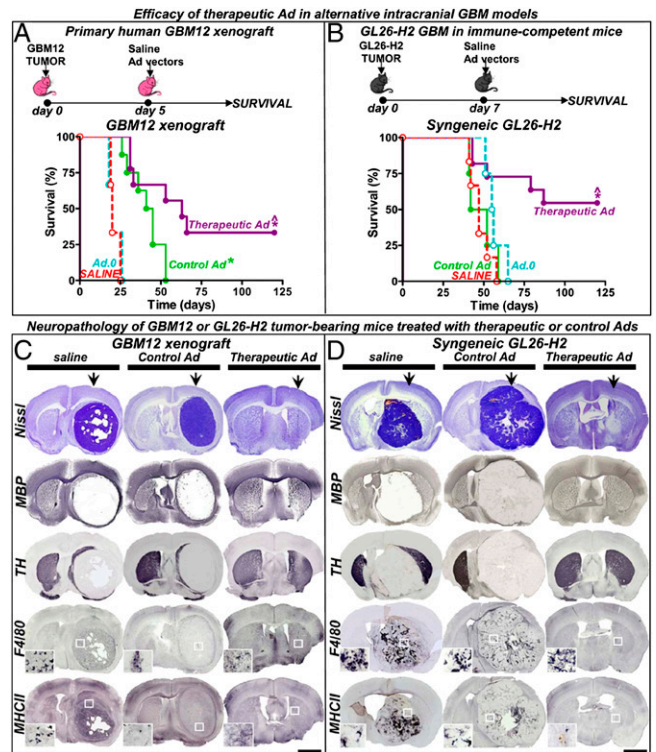 Efficacy of therapeutic Ad in alternative intracranial GBM models
A
Primary human GBM12 xenograft
GBM12
TUMOR
Saline
Ad vectors
day 0
day 5
SURVIVAL
GBM12 xenograft
Survival (%)
100
75
50
25
0
Therapeutic Ad
^
*
Ad.0
SALINE
Control Ad*
0
25
50
75
100
125
Time (days)
B
GL26-H2 GBM in immune-competent mice
GL26-H2
TUMOR
Saline
Ad vectors
day 0
day 7
SURVIVAL
Syngeneic GL26-H2
Survival (%)
100
75
50
25
0
^
*
Therapeutic Ad
Control Ad
SALINE
Ad.0
0
25
50
75
100
125
Time (days)
Neuropathology of GBM12 or GL26-H2 tumor-bearing mice treated with therapeutic or control Ads
C
GBM12 xenograft
saline
Control Ad
Therapeutic Ad
Nissl
MBP
TH
F4/80
MHCII
D
Syngeneic GL26-H2
saline
Control Ad
Therapeutic Ad
Nissl
MBP
TH
F4/80
MHCII